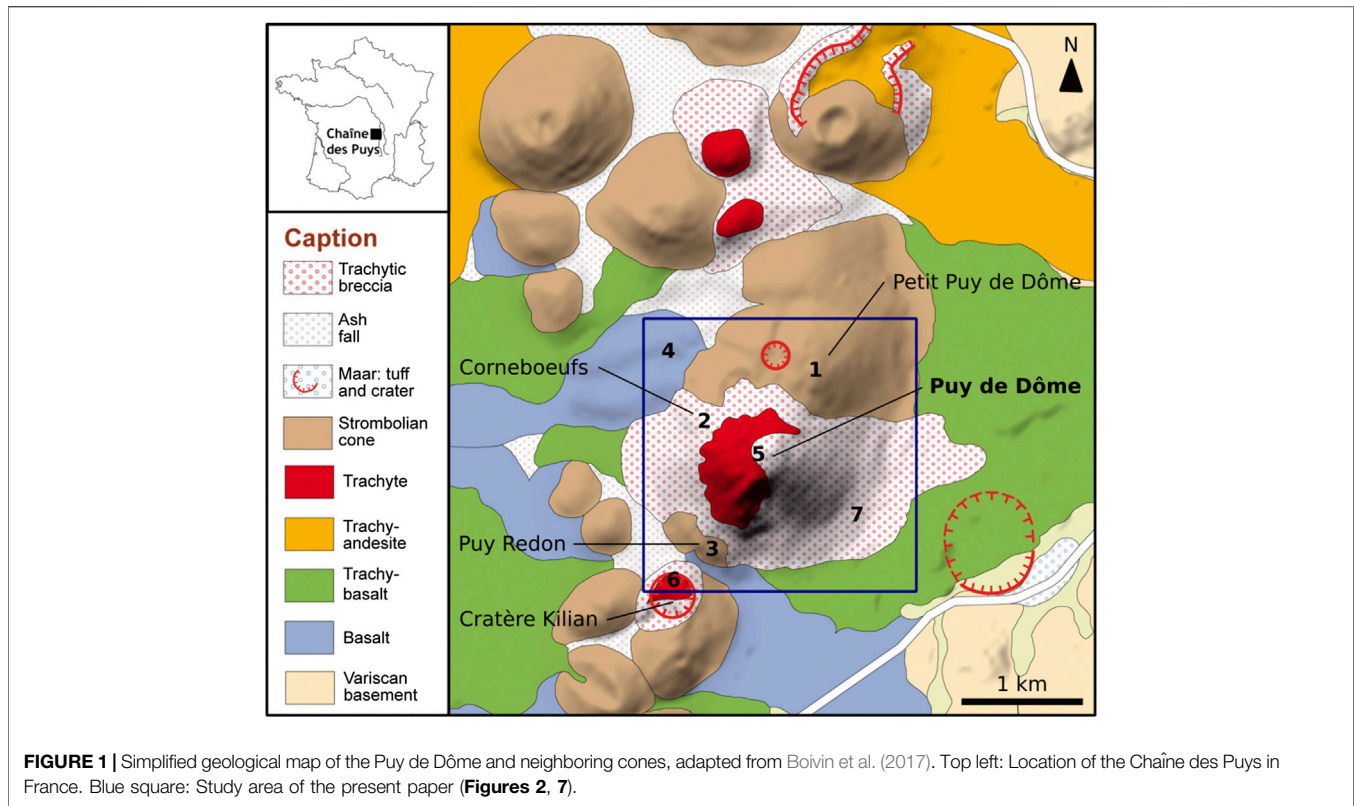 Chaîne
des Puys
N
Caption
Trachytic
breccia
Ash
fall
Maar: tuff
and crater
Strombolian
cone
Trachyte
Trachy-
andesite
Trachy-
basalt
Basalt
Variscan
basement
Petit Puy de Dôme
4
1
Corneboeufs
Puy de Dôme
2
5
7
Puy Redon
3
6
Cratère Kilian
1 km
FIGURE 1 | Simplified geological map of the Puy de Dôme and neighboring cones, adapted from Boivin et al. (2017). Top left: Location of the Chaîne des Puys in
France. Blue square: Study area of the present paper (Figures 2, 7).